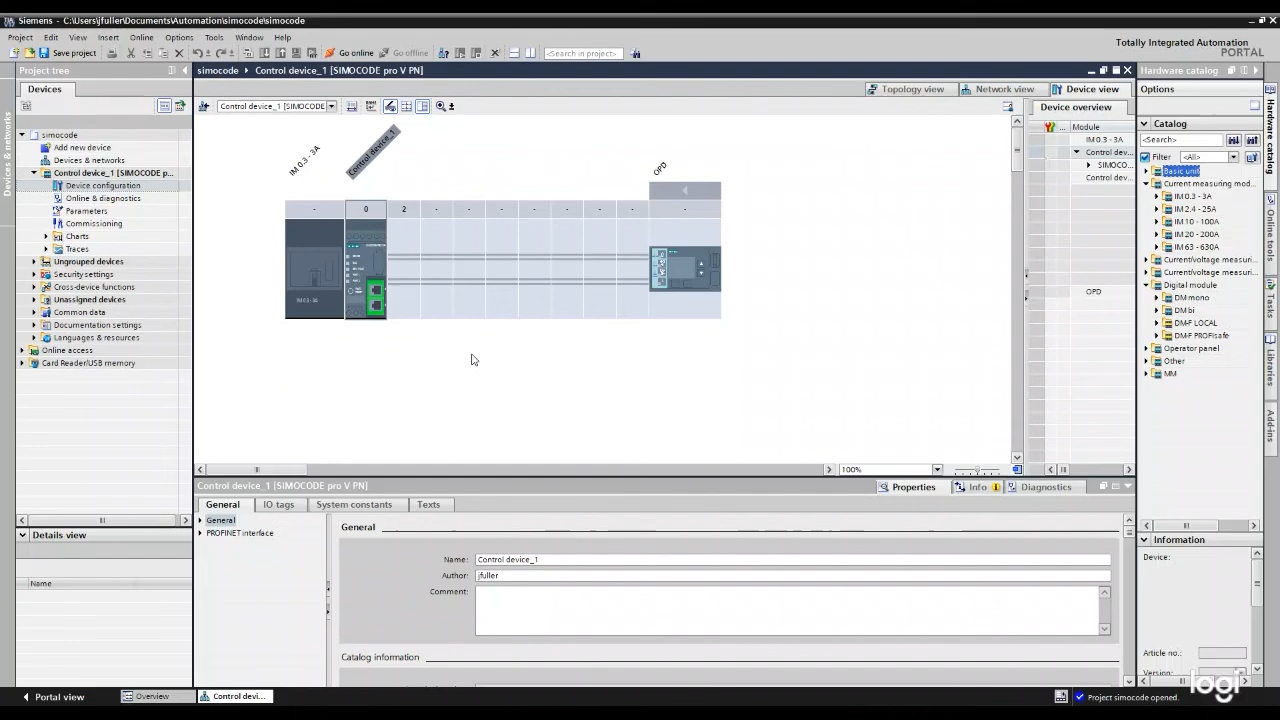 Siemens - C:\Users\jfuller\Documents\Automation\simocode\simocode
Project Edit View Insert Online Options Tools Window Help
Totally Integrated Automation
PORTAL
Save project
Go online
Go offline
<Search in project>
Project tree
Devices
simocode
Add new device
Devices & networks
Control device_1 [SIMOCODE p...
Device configuration
Online & diagnostics
Parameters
Commissioning
Charts
Traces
Ungrouped devices
Security settings
Cross-device functions
Unassigned devices
Common data
Documentation settings
Languages & resources
Online access
Card Reader/USB memory
Details view
Name
Devices & networks
simocode Control device_1 [SIMOCODE pro V PN]
Topology view
Network view
Device view
Control device_1 [SIMOCODE
IM 0.3 - 3A
Control device_1
OPD
- 0 2 - - - - - - - -
100%
Device overview
... Module
IM 0.3 - 3A
Control dev...
SIMOCO...
Control dev...
OPD
Control device_1 [SIMOCODE pro V PN]
Properties
Info
Diagnostics
General
IO tags
System constants
Texts
General
PROFINET interface
General
Name: Control device_1
Author: jfuller
Comment:
Catalog information
Hardware catalog
Options
Catalog
<Search>
Filter <All>
Basic unit
Current measuring mod...
IM 0.3 - 3A
IM 2.4 - 25A
IM 10 - 100A
IM 20 - 200A
IM 63 - 630A
Current/voltage measuri...
Current/voltage measuri...
Digital module
DM mono
DM bi
DM-F LOCAL
DM-F PROFIsafe
Operator panel
Other
MM
Information
Device:
Article no.:
Version:
Hardware catalog
Online tools
Tasks
Libraries
Add-ins
Portal view
Overview
Control devi...
Project simocode opened.
logi